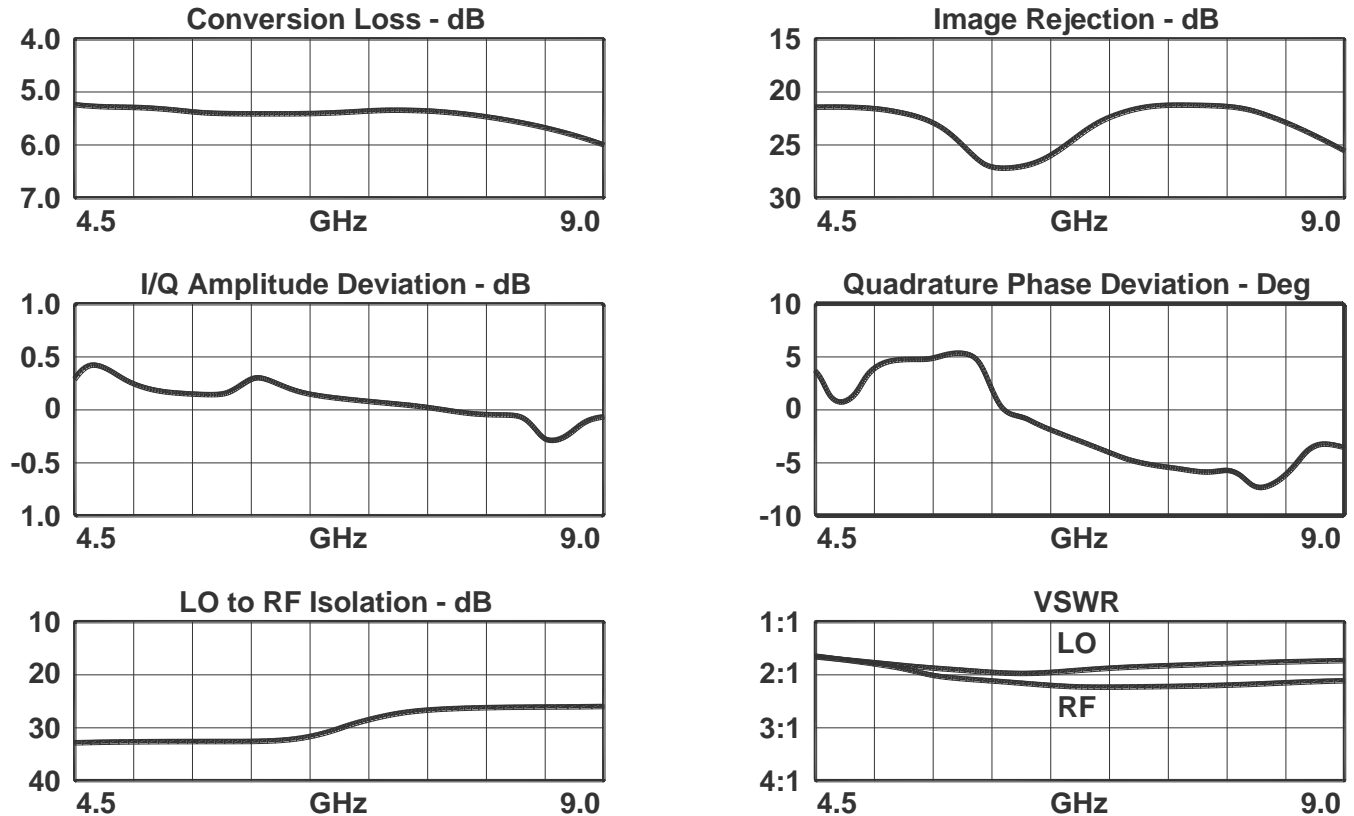 Conversion Loss - dB
4.0
5.0
6.0
7.0
4.5 GHz 9.0
Image Rejection - dB
15
20
25
30
4.5 GHz 9.0
I/Q Amplitude Deviation - dB
1.0
0.5
0
-0.5
1.0
4.5 GHz 9.0
Quadrature Phase Deviation - Deg
10
5
0
-5
-10
4.5 GHz 9.0
LO to RF Isolation - dB
10
20
30
40
4.5 GHz 9.0
VSWR
1:1
2:1
3:1
4:1
LO
RF
4.5 GHz 9.0